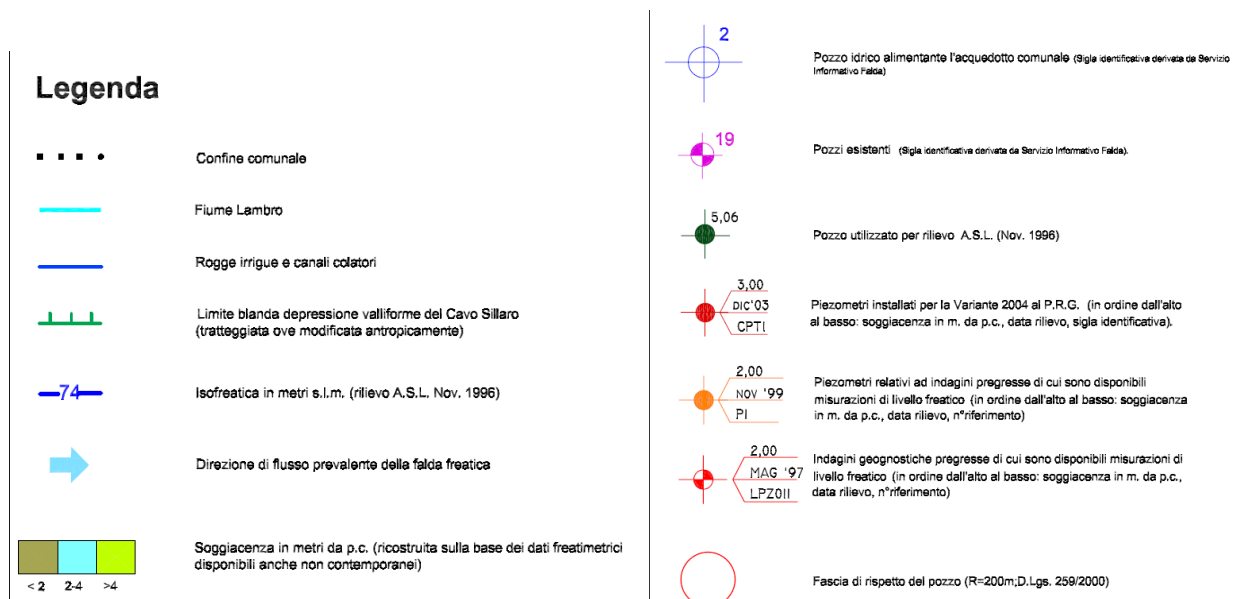 Legenda
Confine comunale
Fiume Lambro
Rogge irrigue e canali colatori
Limite blanda depressione valliforme del Cavo Sillaro
(tratteggiata ove modificata antropicamente)
74
Isofreatica in metri s.l.m. (rilievo A.S.L. Nov. 1996)
Direzione di flusso prevalente della falda freatica
Soggiacenza in metri da p.c. (ricostruita sulla base dei dati freatimetrici
disponibili anche non contemporanei)
< 2 2-4 >4
2
Pozzo idrico alimentante l'acquedotto comunale (Sigla identificativa derivata da Servizio
Informativo Falda)
19
Pozzi esistenti (Sigla identificativa derivata da Servizio Informativo Falda).
5,06
Pozzo utilizzato per rilievo A.S.L. (Nov. 1996)
3,00
DIC'03
CPT1
Piezometri installati per la Variante 2004 al P.R.G. (in ordine dall'alto
al basso: soggiacenza in m. da p.c., data rilievo, sigla identificativa).
2,00
NOV '99
P1
Piezometri relativi ad indagini pregresse di cui sono disponibili
misurazioni di livello freatico (in ordine dall'alto al basso: soggiacenza
in m. da p.c., data rilievo, n°riferimento)
2,00
MAG '97
LPZ011
Indagini geognostiche pregresse di cui sono disponibili misurazioni di
livello freatico (in ordine dall'alto al basso: soggiacenza in m. da p.c.,
data rilievo, n°riferimento)
Fascia di rispetto del pozzo (R=200m;D.Lgs. 259/2000)